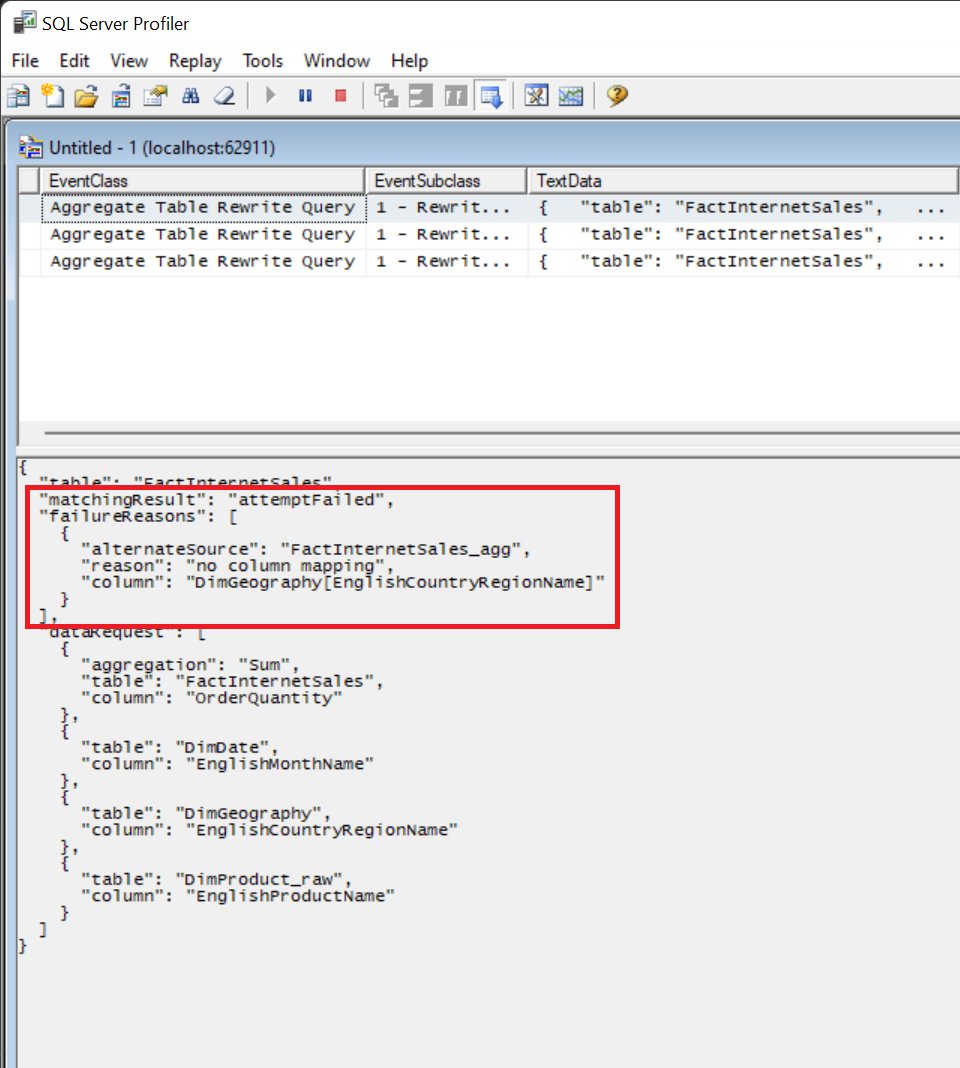 SQL Server Profiler
File Edit View Replay Tools Window Help
Untitled - 1 (localhost:62911)
EventClass EventSubclass TextData
Aggregate Table Rewrite Query 1 - Rewrit... { "table": "FactInternetSales", ...
Aggregate Table Rewrite Query 1 - Rewrit... { "table": "FactInternetSales", ...
Aggregate Table Rewrite Query 1 - Rewrit... { "table": "FactInternetSales", ...
{
"table": "FactInternetSales",
"matchingResult": "attemptFailed",
"failureReasons": [
{
"alternateSource": "FactInternetSales_agg",
"reason": "no column mapping",
"column": "DimGeography[EnglishCountryRegionName]"
}
],
"dataRequest": [
{
"aggregation": "Sum",
"table": "FactInternetSales",
"column": "OrderQuantity"
},
{
"table": "DimDate",
"column": "EnglishMonthName"
},
{
"table": "DimGeography",
"column": "EnglishCountryRegionName"
},
{
"table": "DimProduct_raw",
"column": "EnglishProductName"
}
]
}